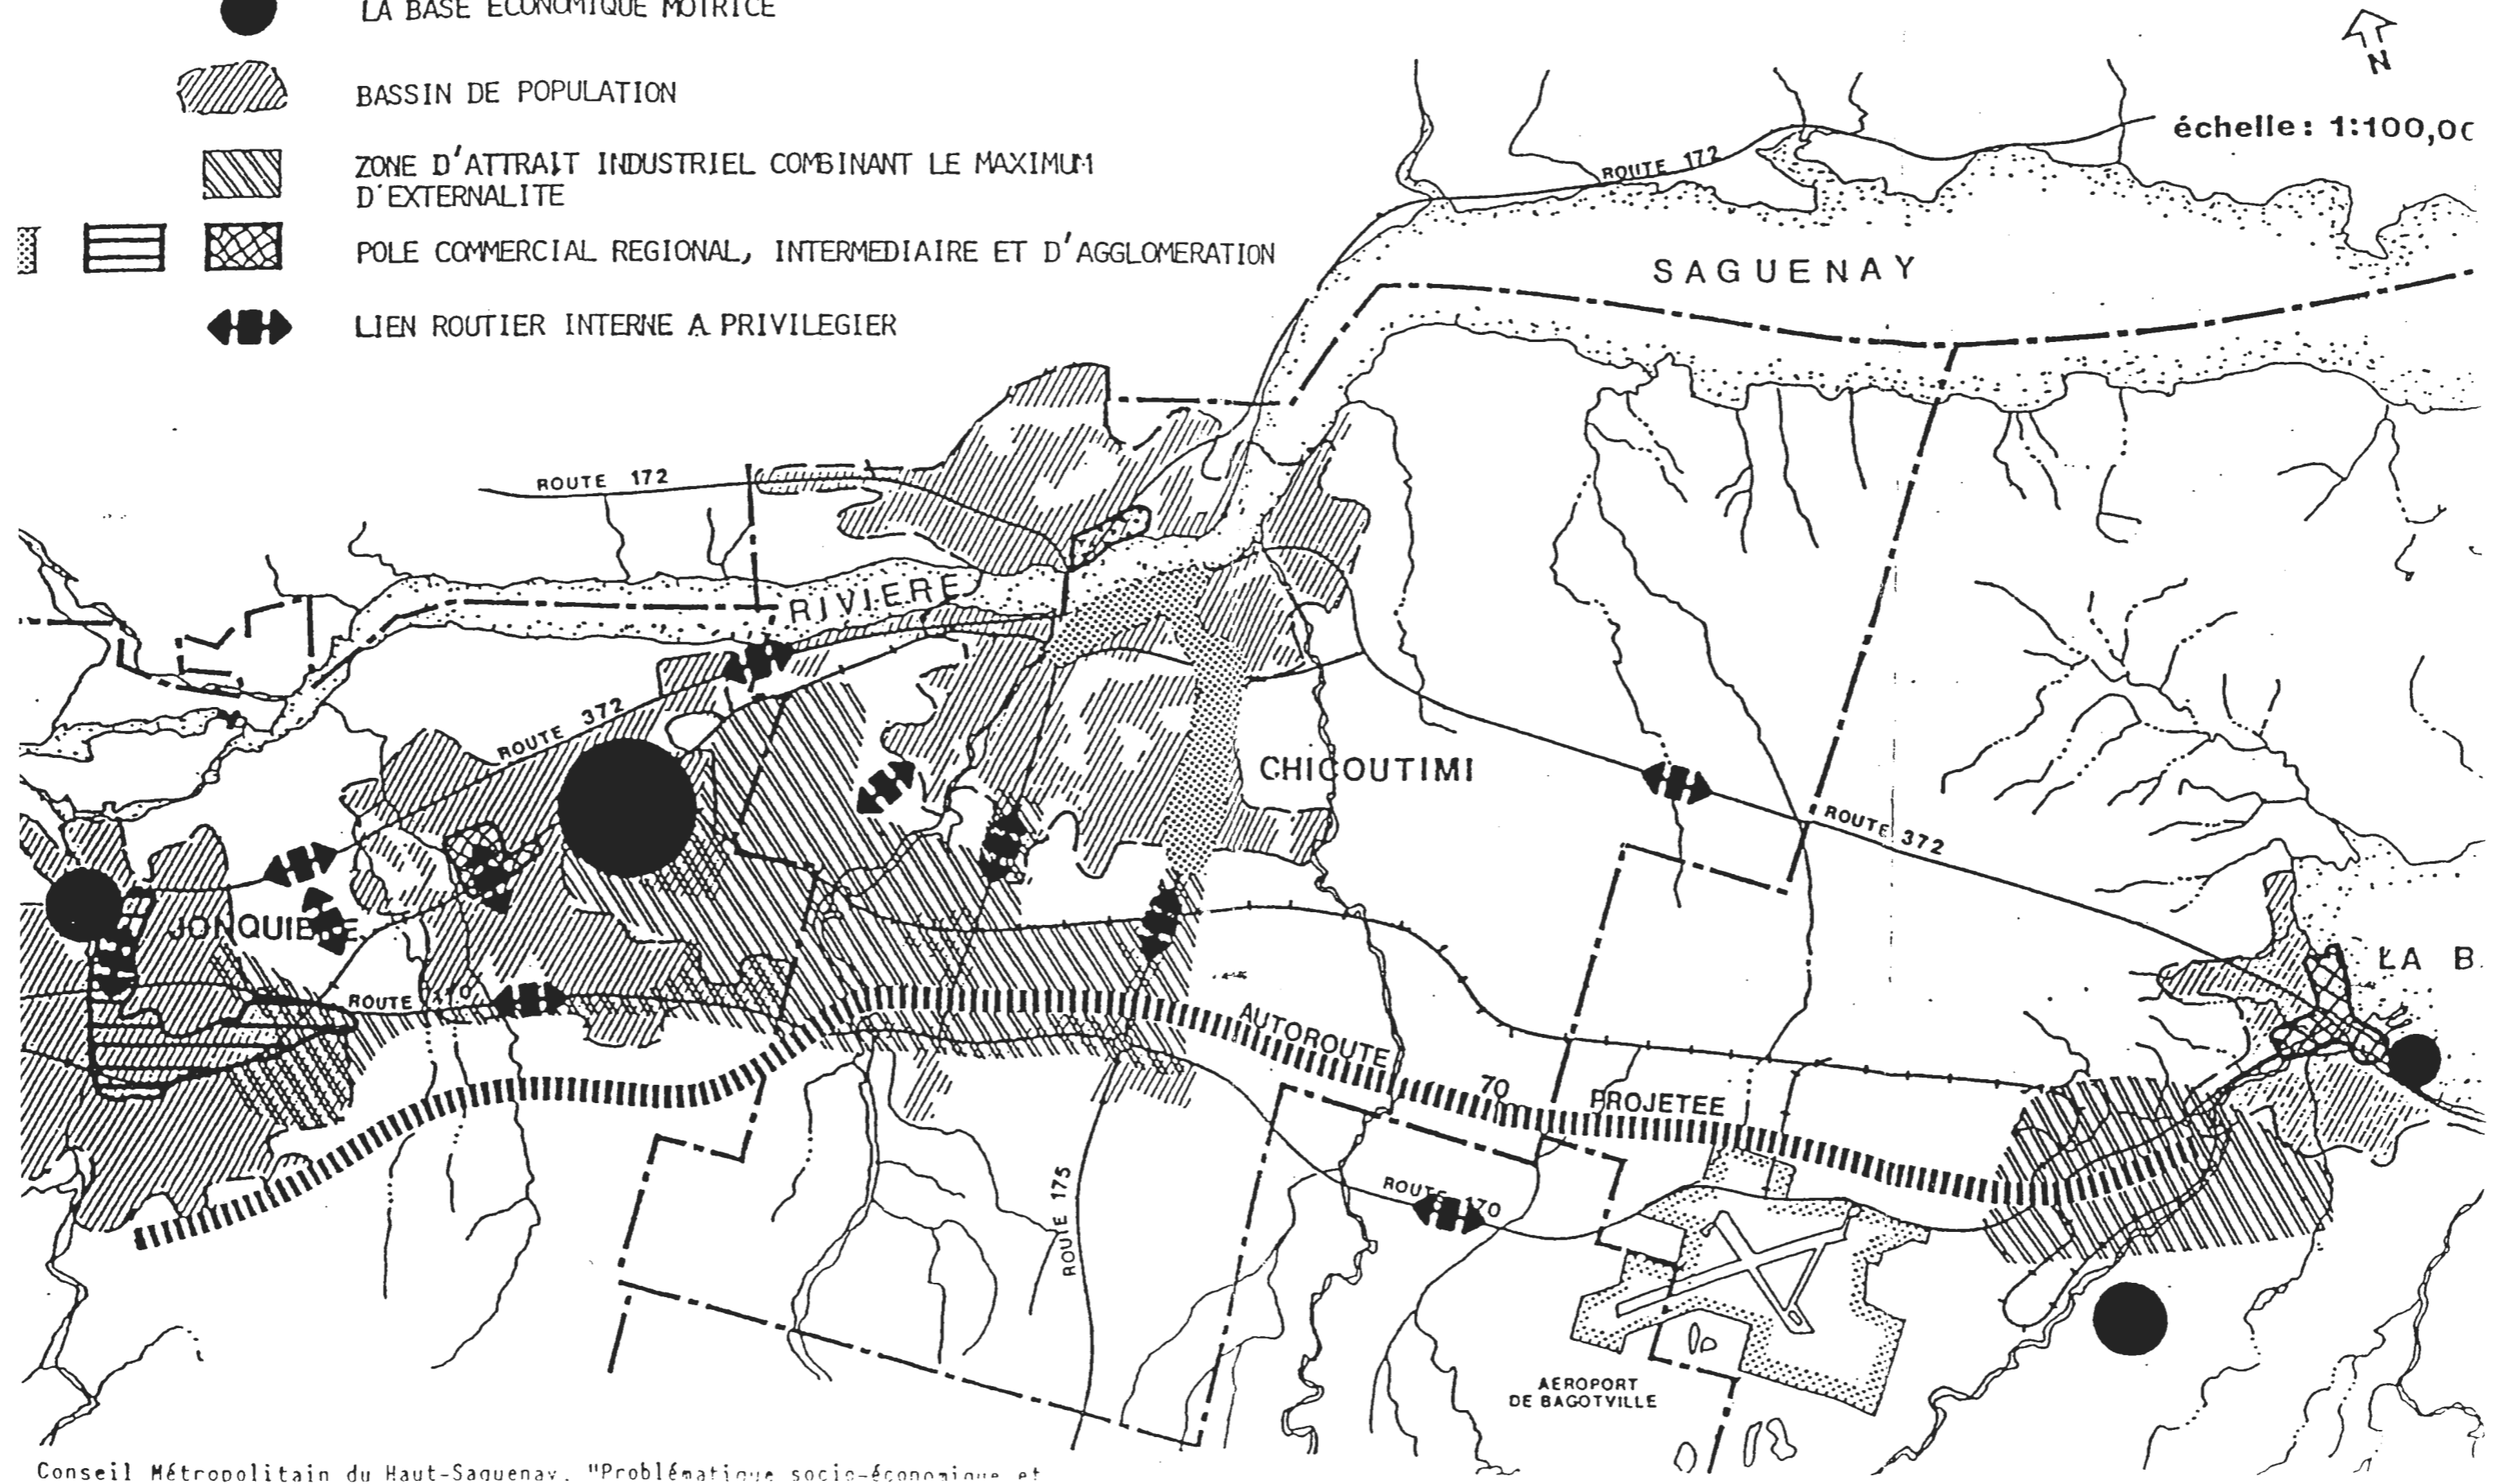 LA BASE ECONOMIQUE MOTRICE
BASSIN DE POPULATION
ZONE D'ATTRAIT INDUSTRIEL COMBINANT LE MAXIMUM
D'EXTERNALITE
POLE COMMERCIAL REGIONAL, INTERMEDIAIRE ET D'AGGLOMERATION
LIEN ROUTIER INTERNE A PRIVILEGIER
N
échelle: 1:100,00
ROUTE 172
SAGUENAY
ROUTE 172
RIVIERE
ROUTE 372
CHICOUTIMI
ROUTE 372
JONQUIERE
LA B
ROUTE 170
AUTOROUTE
70
PROJETEE
ROUTE 175
ROUTE 170
AEROPORT
DE BAGOTVILLE
Conseil Métropolitain du Haut-Saguenay, "Problématique socio-économique et